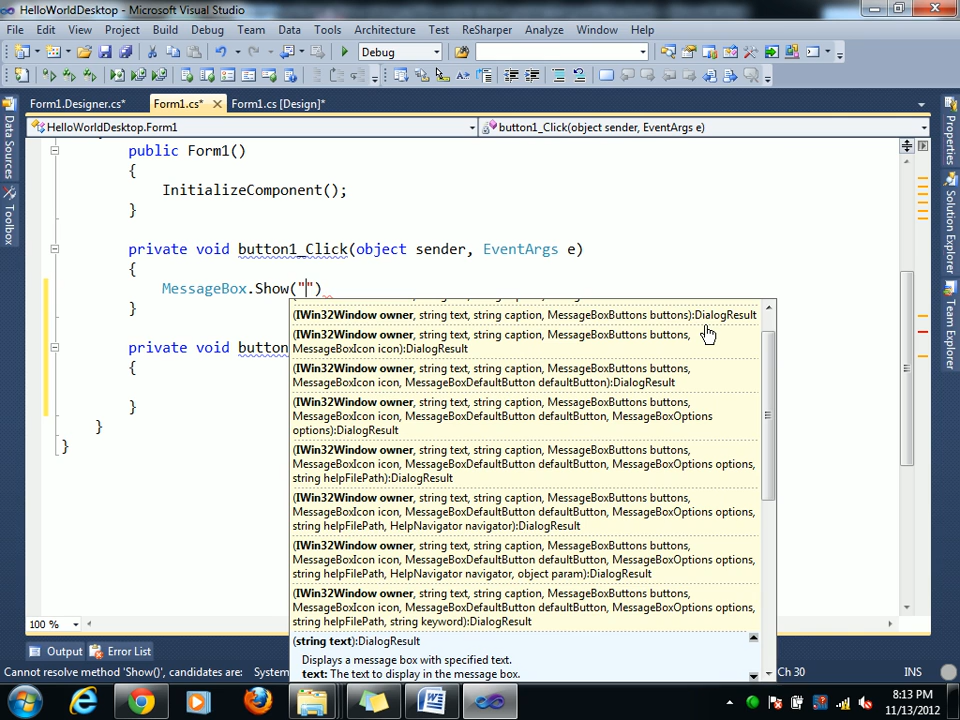 HelloWorldDesktop - Microsoft Visual Studio
File Edit View Project Build Debug Team Data Tools Architecture Test ReSharper Analyze Window Help
Debug
Form1.Designer.cs* Form1.cs* Form1.cs [Design]*
HelloWorldDesktop.Form1 button1_Click(object sender, EventArgs e)
Data Sources
Toolbox
Properties
Solution Explorer
Team Explorer
public Form1()
{
InitializeComponent();
}
private void button1_Click(object sender, EventArgs e)
{
MessageBox.Show("")
}
private void button
{
}
}
}
(IWin32Window owner, string text, string caption, MessageBoxButtons buttons):DialogResult
(IWin32Window owner, string text, string caption, MessageBoxButtons buttons,
MessageBoxIcon icon):DialogResult
(IWin32Window owner, string text, string caption, MessageBoxButtons buttons,
MessageBoxIcon icon, MessageBoxDefaultButton defaultButton):DialogResult
(IWin32Window owner, string text, string caption, MessageBoxButtons buttons,
MessageBoxIcon icon, MessageBoxDefaultButton defaultButton, MessageBoxOptions
options):DialogResult
(IWin32Window owner, string text, string caption, MessageBoxButtons buttons,
MessageBoxIcon icon, MessageBoxDefaultButton defaultButton, MessageBoxOptions options,
string helpFilePath):DialogResult
(IWin32Window owner, string text, string caption, MessageBoxButtons buttons,
MessageBoxIcon icon, MessageBoxDefaultButton defaultButton, MessageBoxOptions options,
string helpFilePath, HelpNavigator navigator):DialogResult
(IWin32Window owner, string text, string caption, MessageBoxButtons buttons,
MessageBoxIcon icon, MessageBoxDefaultButton defaultButton, MessageBoxOptions options,
string helpFilePath, HelpNavigator navigator, object param):DialogResult
(IWin32Window owner, string text, string caption, MessageBoxButtons buttons,
MessageBoxIcon icon, MessageBoxDefaultButton defaultButton, MessageBoxOptions options,
string helpFilePath, string keyword):DialogResult
(string text):DialogResult
Displays a message box with specified text.
text: The text to display in the message box.
100 %
Output Error List
Cannot resolve method 'Show()', candidates are: System Ch 30 INS
8:13 PM
11/13/2012